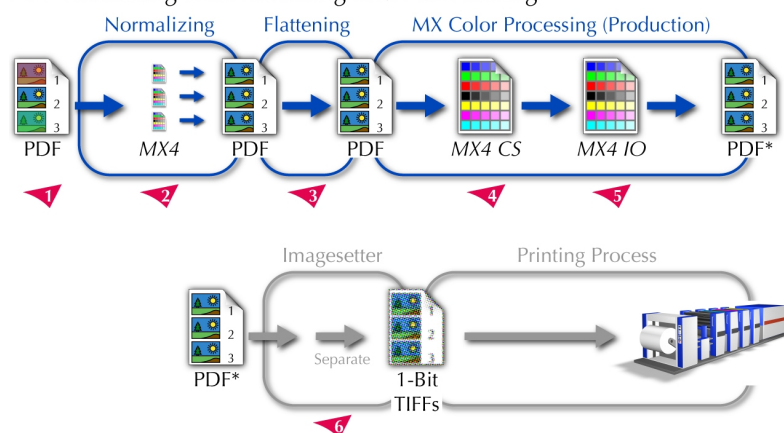 Normalizing Flattening MX Color Processing (Production)
1 1 1 1
2 2 2 2
3 3 3 3
PDF MX4 PDF PDF MX4 CS MX4 IO PDF*
1 2 3 4 5
Imagesetter Printing Process
1 1
2 2
3 3
Separate
PDF* 1-Bit
TIFFs
6